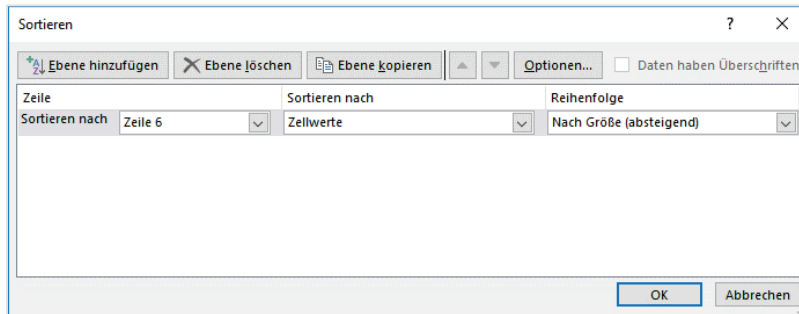 Sortieren ?
Ebene hinzufügen Ebene löschen Ebene kopieren Optionen... Daten haben Überschriften
Zeile Sortieren nach Reihenfolge
Sortieren nach Zeile 6 Zellwerte Nach Größe (absteigend)
OK Abbrechen